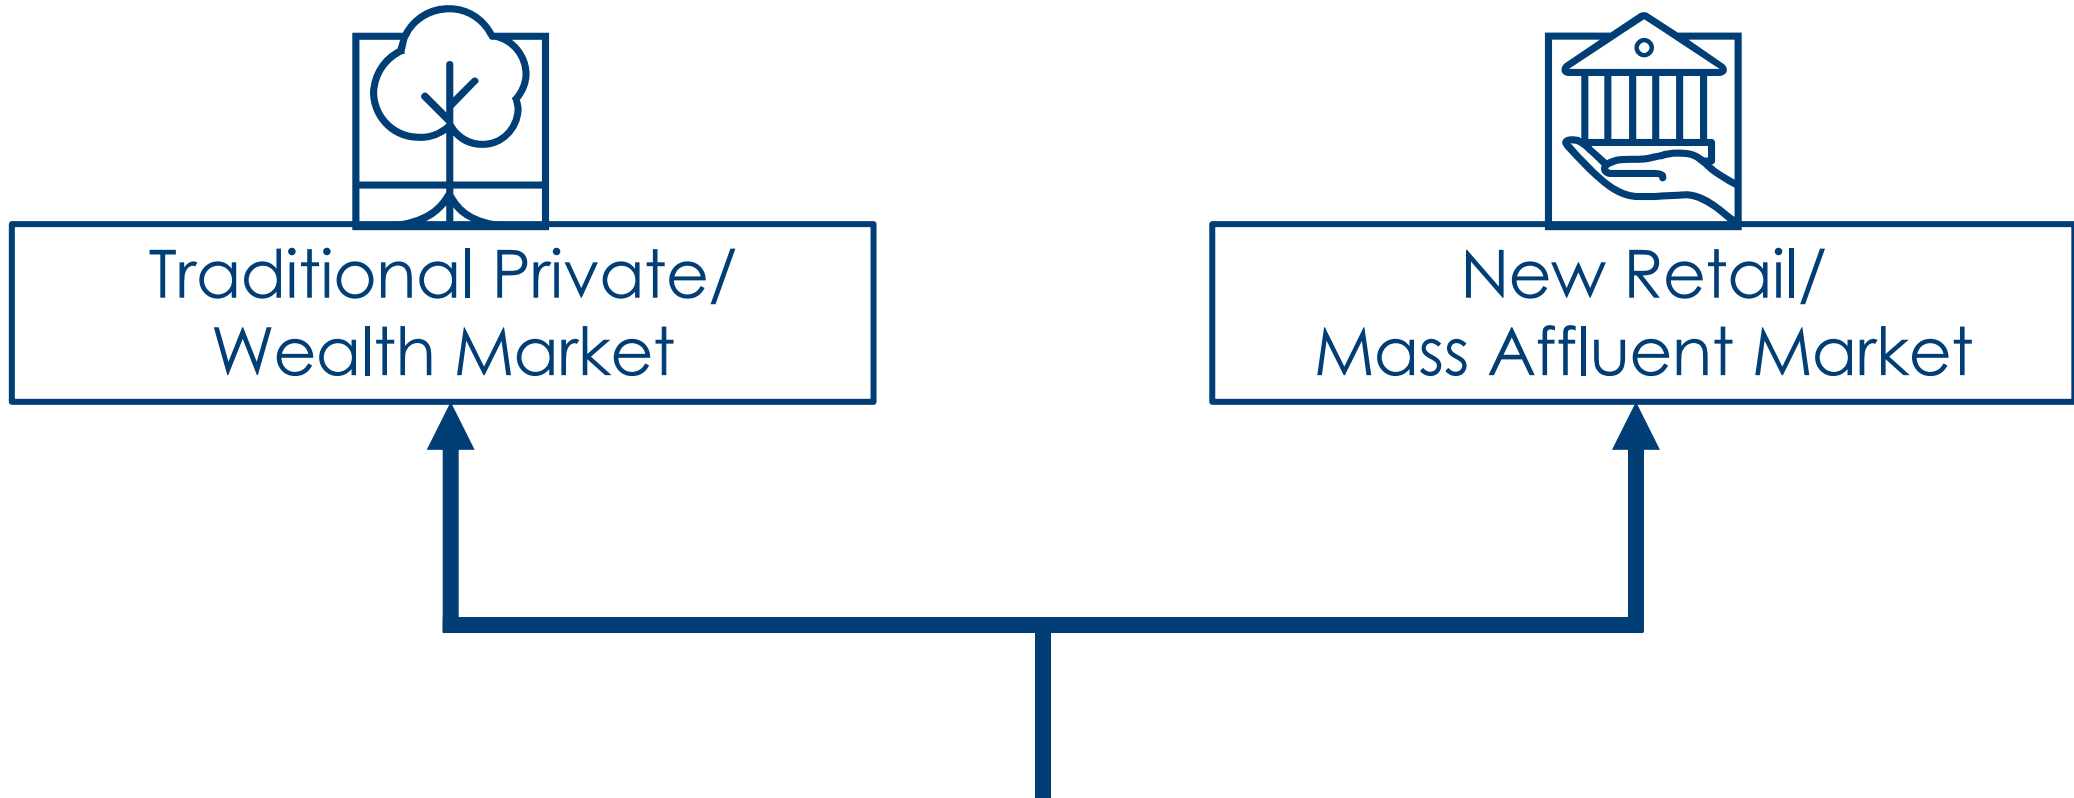 Traditional Private/
Wealth Market
New Retail/
Mass Affluent Market